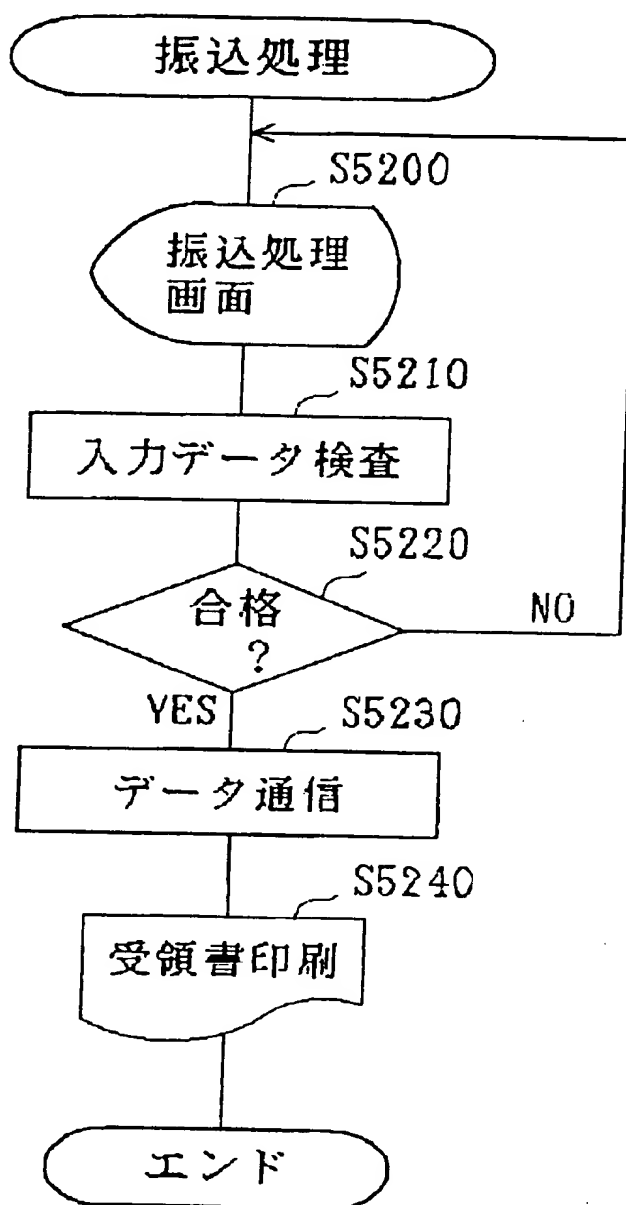 振込処理
S5200
振込処理
画面
S5210
入力データ検査
S5220
合格
?
NO
YES
S5230
データ通信
S5240
受領書印刷
エンド